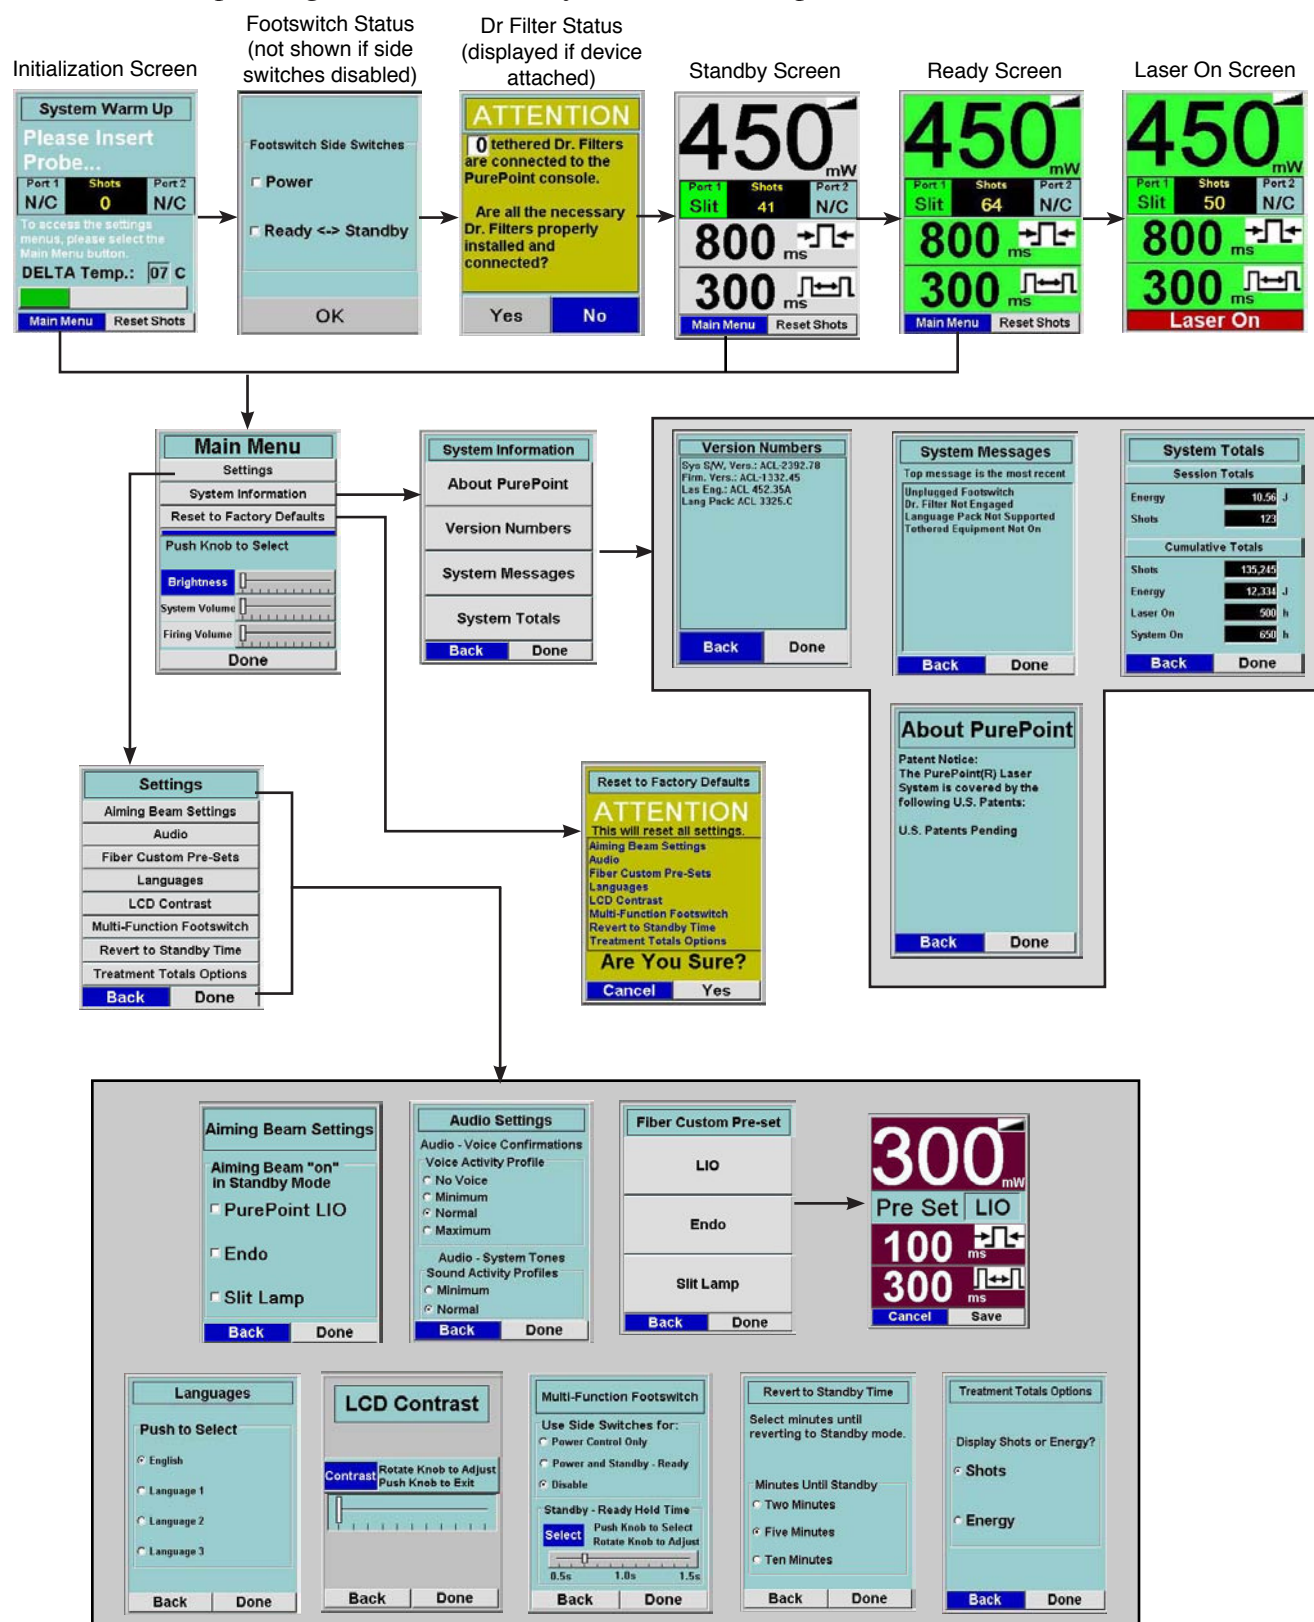 Footswitch Status
(not shown if side
switches disabled)
Dr Filter Status
(displayed if device
attached)
Initialization Screen
Standby Screen
Ready Screen
Laser On Screen
System Warm Up
Please Insert
Probe...
Port 1 Shots Port 2
N/C 0 N/C
To access the settings
menus, please select the
Main Menu button.
DELTA Temp.: 07 C
Main Menu Reset Shots
Footswitch Side Switches
Power
Ready <-> Standby
OK
ATTENTION
0 tethered Dr. Filters
are connected to the
PurePoint console.
Are all the necessary
Dr. Filters properly
installed and
connected?
Yes No
450
mW
Port 1 Shots Port 2
Slit 41 N/C
800 ms
300 ms
Main Menu Reset Shots
450
mW
Port 1 Shots Port 2
Slit 64 N/C
800 ms
300 ms
Main Menu Reset Shots
450
mW
Port 1 Shots Port 2
Slit 50 N/C
800 ms
300 ms
Laser On
Main Menu
Settings
System Information
Reset to Factory Defaults
Push Knob to Select
Brightness
System Volume
Firing Volume
Done
System Information
About PurePoint
Version Numbers
System Messages
System Totals
Back Done
Version Numbers
Sys S/W, Vers.: ACL-2392.78
Firm. Vers.: ACL-1332.45
Las Eng.: ACL 452.35A
Lang Pack: ACL 3325.C
Back Done
System Messages
Top message is the most recent
Unplugged Footswitch
Dr. Filter Not Engaged
Language Pack Not Supported
Tethered Equipment Not On
Back Done
System Totals
Session Totals
Energy 10.56 J
Shots 123
Cumulative Totals
Shots 135,245
Energy 12,334 J
Laser On 500 h
System On 650 h
Back Done
About PurePoint
Patent Notice:
The PurePoint(R) Laser
System is covered by the
following U.S. Patents:
U.S. Patents Pending
Back Done
Settings
Aiming Beam Settings
Audio
Fiber Custom Pre-Sets
Languages
LCD Contrast
Multi-Function Footswitch
Revert to Standby Time
Treatment Totals Options
Back Done
Reset to Factory Defaults
ATTENTION
This will reset all settings.
Aiming Beam Settings
Audio
Fiber Custom Pre-Sets
Languages
LCD Contrast
Multi-Function Footswitch
Revert to Standby Time
Treatment Totals Options
Are You Sure?
Cancel Yes
Aiming Beam Settings
Aiming Beam "on"
in Standby Mode
PurePoint LIO
Endo
Slit Lamp
Back Done
Audio Settings
Audio - Voice Confirmations
Voice Activity Profile
No Voice
Minimum
Normal
Maximum
Audio - System Tones
Sound Activity Profiles
Minimum
Normal
Back Done
Fiber Custom Pre-set
LIO
Endo
Slit Lamp
Back Done
300
mW
Pre Set LIO
100 ms
300 ms
Cancel Save
Languages
Push to Select
English
Language 1
Language 2
Language 3
Back Done
LCD Contrast
Contrast Rotate Knob to Adjust
Push Knob to Exit
Back Done
Multi-Function Footswitch
Use Side Switches for:
Power Control Only
Power and Standby - Ready
Disable
Standby - Ready Hold Time
Select Push Knob to Select
Rotate Knob to Adjust
0.5s 1.0s 1.5s
Back Done
Revert to Standby Time
Select minutes until
reverting to Standby mode.
Minutes Until Standby
Two Minutes
Five Minutes
Ten Minutes
Back Done
Treatment Totals Options
Display Shots or Energy?
Shots
Energy
Back Done